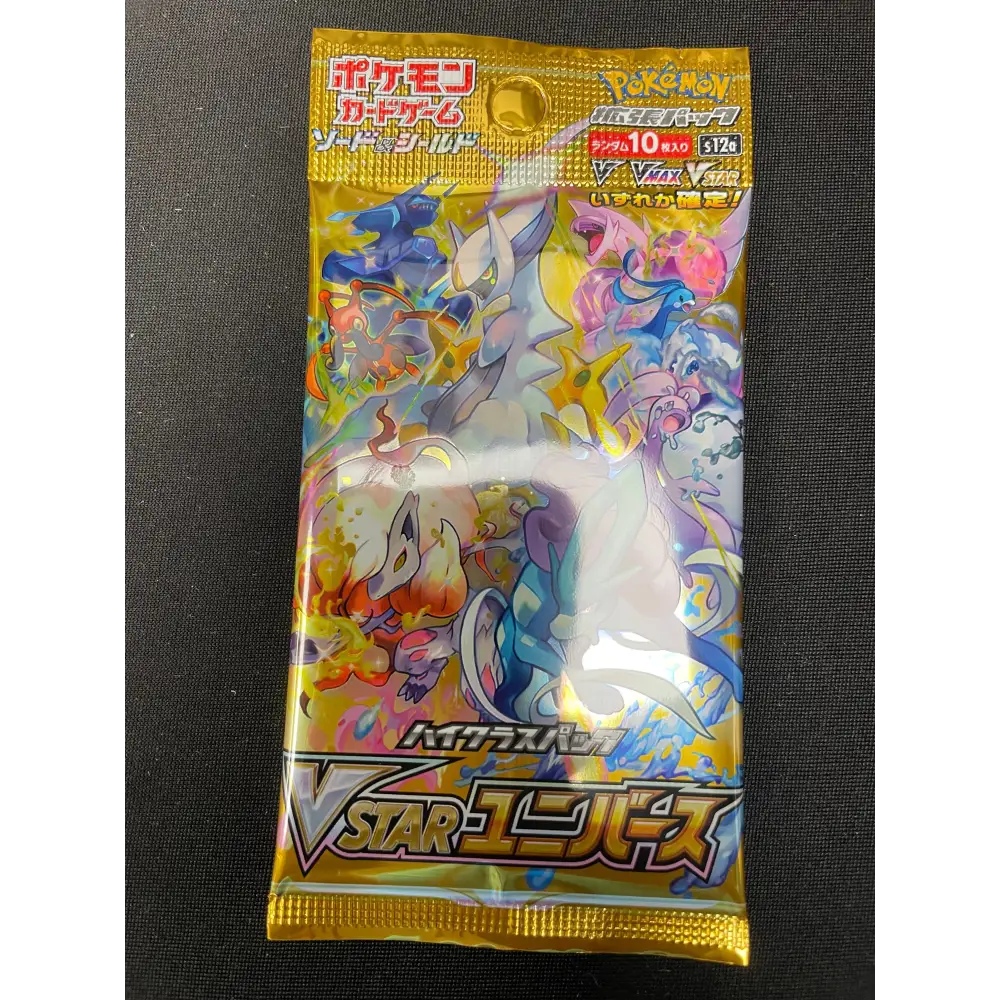 ポケモン
カードゲーム
ソード&シールド
POKÉMON
拡張パック
ランダム10枚入り s12a
V VMAX VSTAR
いずれか確定!
ハイクラスパック
VSTARユニバース